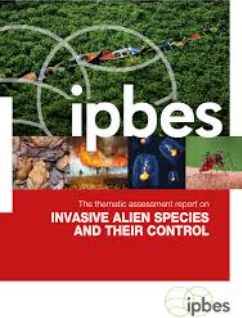 ipbes
The thematic assessment report on
INVASIVE ALIEN SPECIES
AND THEIR CONTROL
ipbes